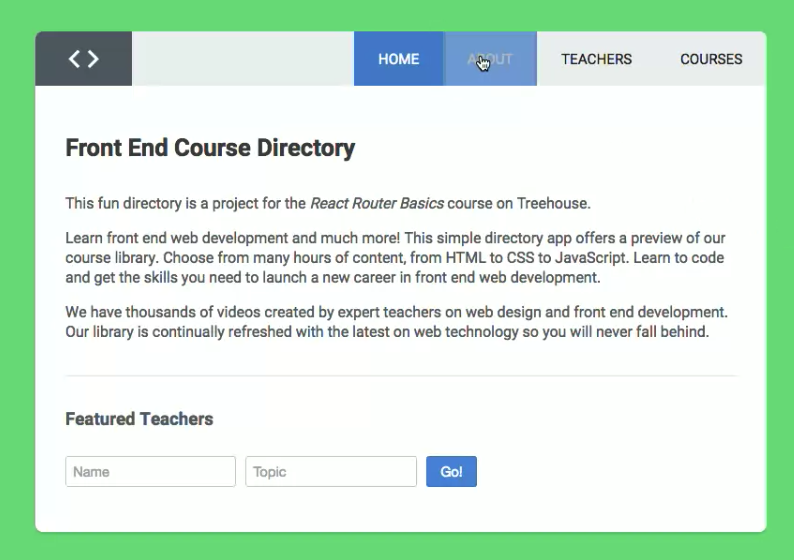 < >
HOME ABOUT TEACHERS COURSES
Front End Course Directory
This fun directory is a project for the React Router Basics course on Treehouse.
Learn front end web development and much more! This simple directory app offers a preview of our
course library. Choose from many hours of content, from HTML to CSS to JavaScript. Learn to code
and get the skills you need to launch a new career in front end web development.
We have thousands of videos created by expert teachers on web design and front end development.
Our library is continually refreshed with the latest on web technology so you will never fall behind.
Featured Teachers
Name Topic Go!